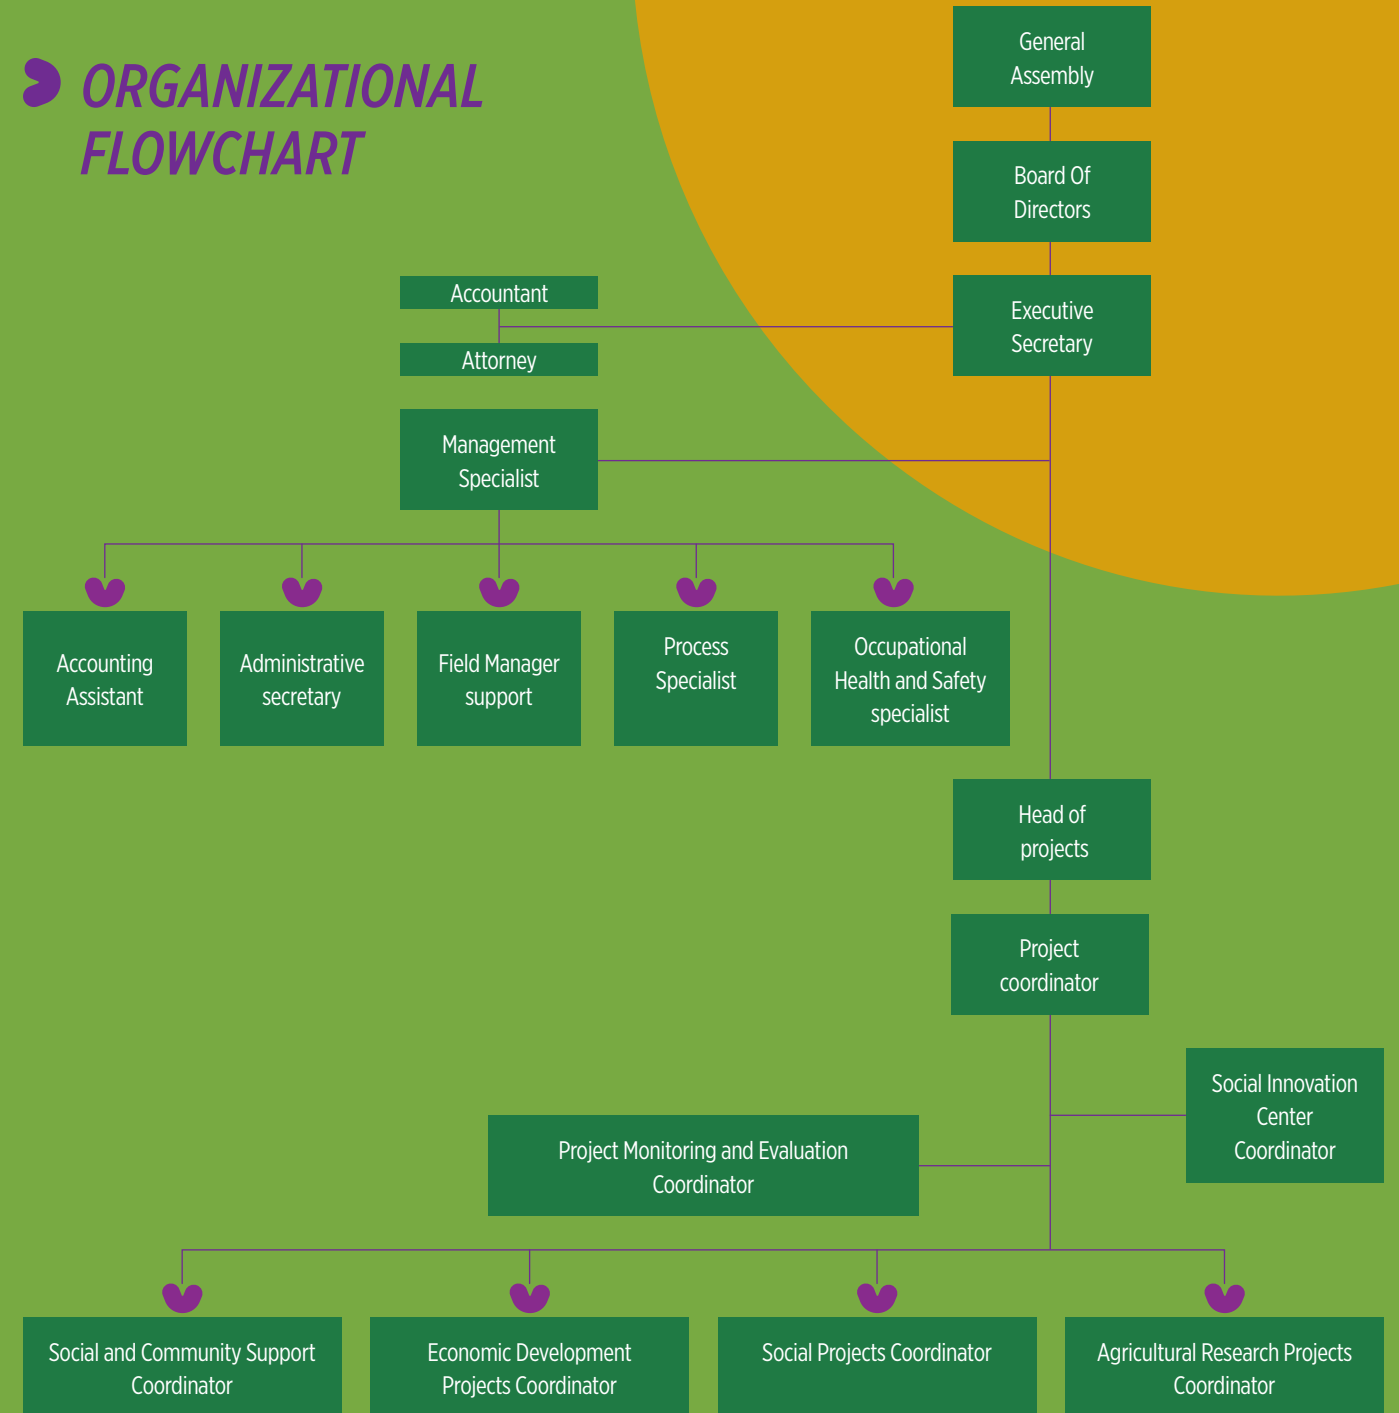 ORGANIZATIONAL
FLOWCHART
General
Assembly
Board Of
Directors
Executive
Secretary
Accountant
Attorney
Management
Specialist
Accounting
Assistant
Administrative
secretary
Field Manager
support
Process
Specialist
Occupational
Health and Safety
specialist
Head of
projects
Project
coordinator
Social Innovation
Center
Coordinator
Project Monitoring and Evaluation
Coordinator
Social and Community Support
Coordinator
Economic Development
Projects Coordinator
Social Projects Coordinator
Agricultural Research Projects
Coordinator